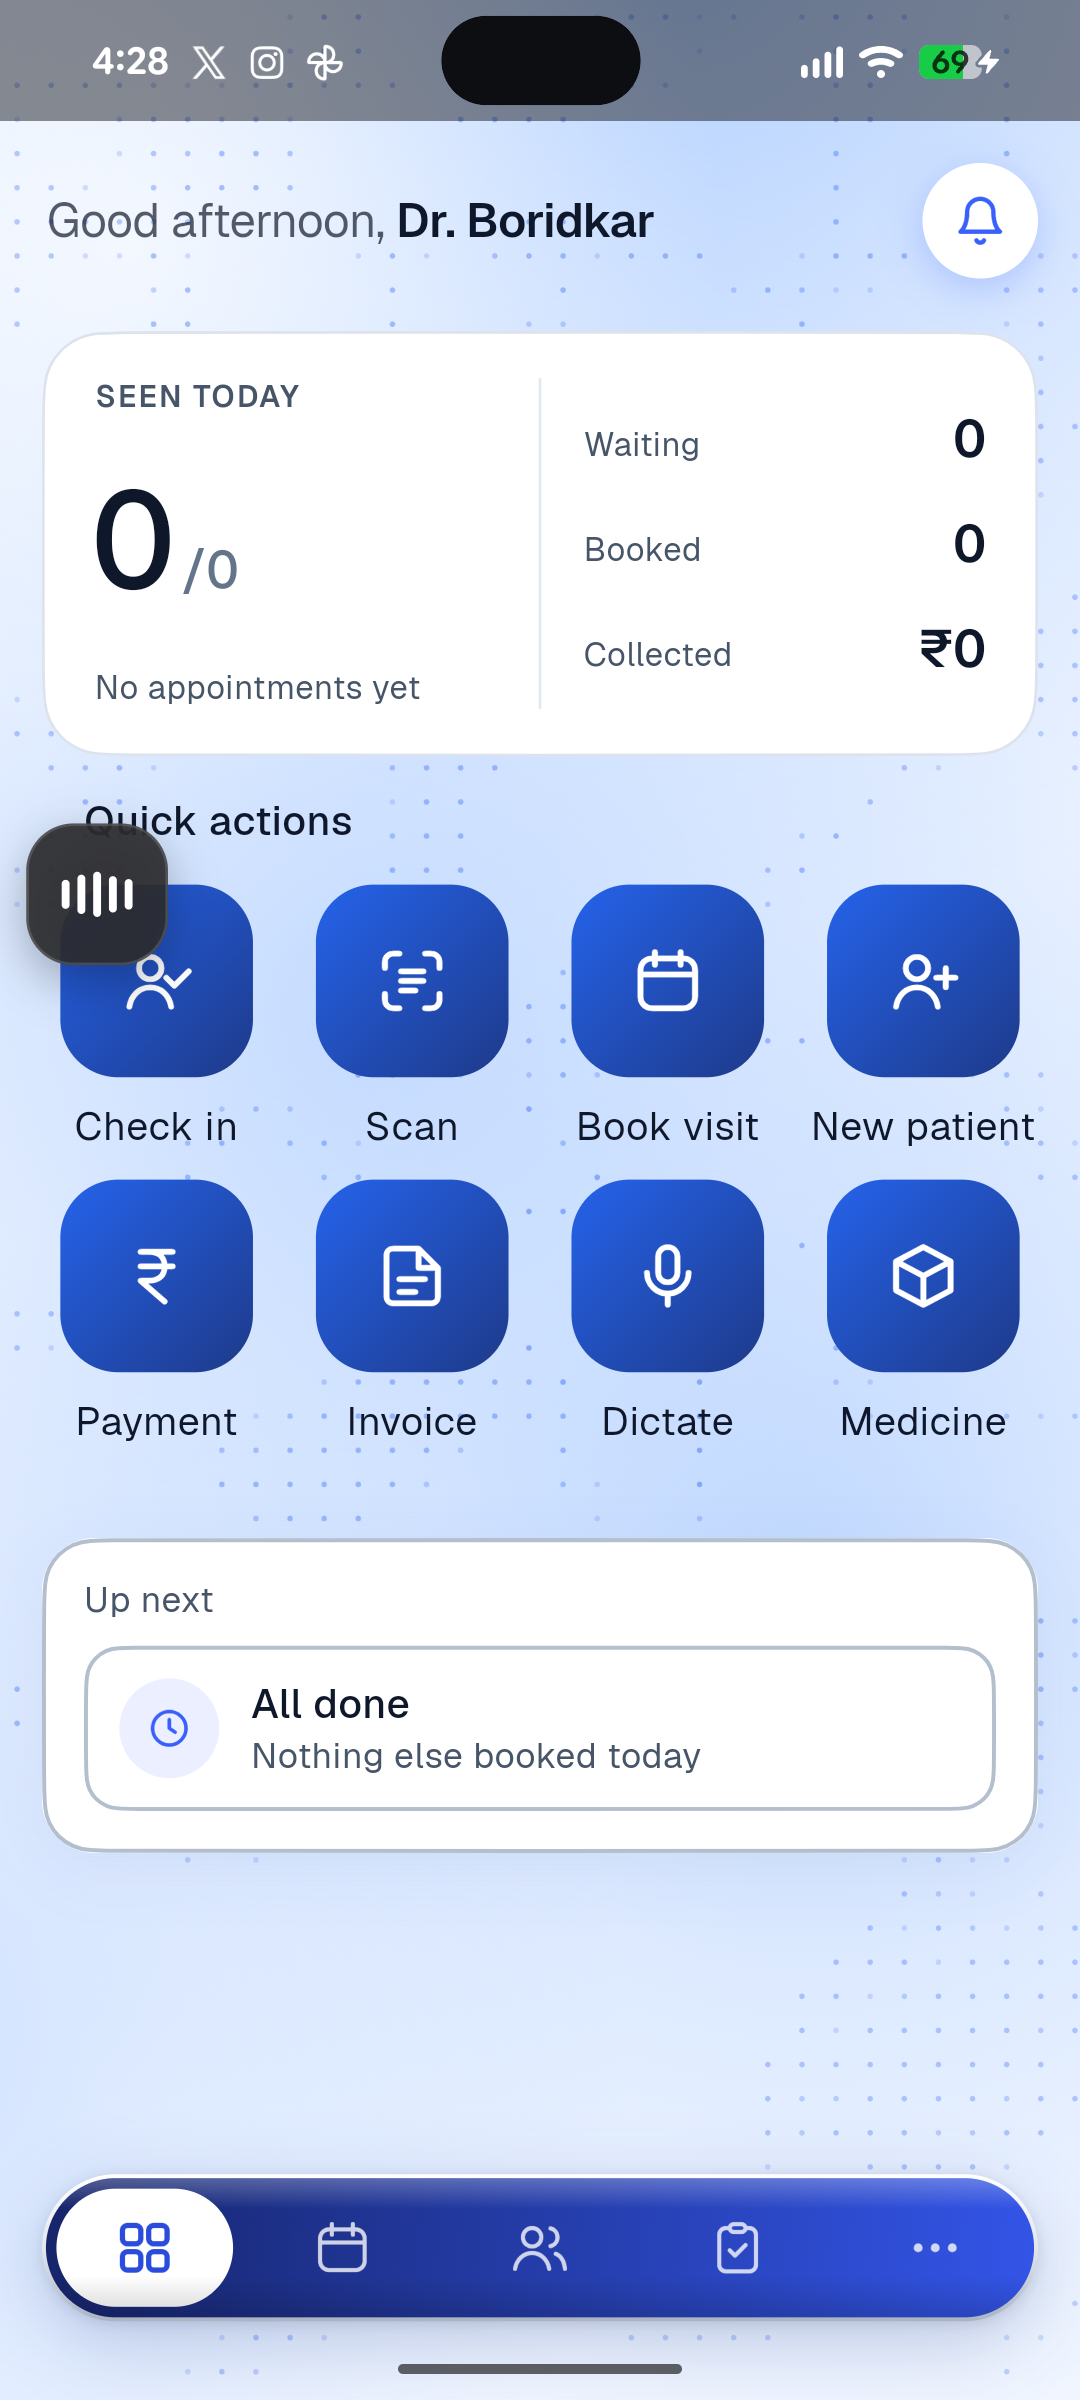 4:28
69
Good afternoon, Dr. Boridkar
SEEN TODAY
0/0
No appointments yet
Waiting 0
Booked 0
Collected ₹0
Quick actions
Check in
Scan
Book visit
New patient
Payment
Invoice
Dictate
Medicine
Up next
All done
Nothing else booked today